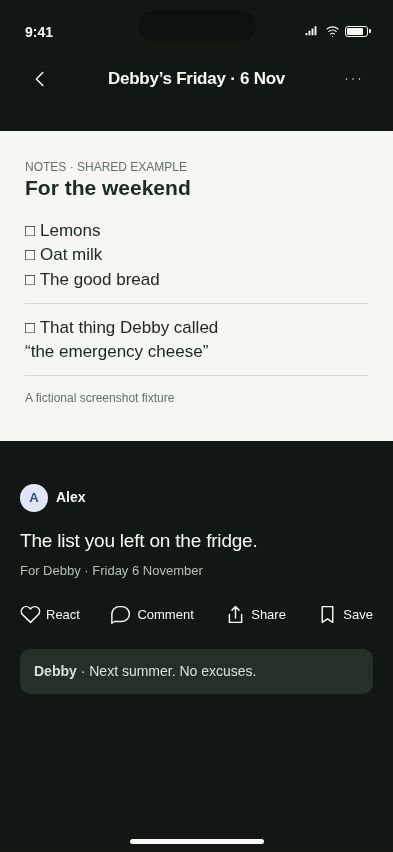 9:41
Debby’s Friday · 6 Nov
NOTES · SHARED EXAMPLE
For the weekend
□ Lemons
□ Oat milk
□ The good bread
□ That thing Debby called
“the emergency cheese”
A fictional screenshot fixture
A Alex
The list you left on the fridge.
For Debby · Friday 6 November
React Comment Share Save
Debby · Next summer. No excuses.